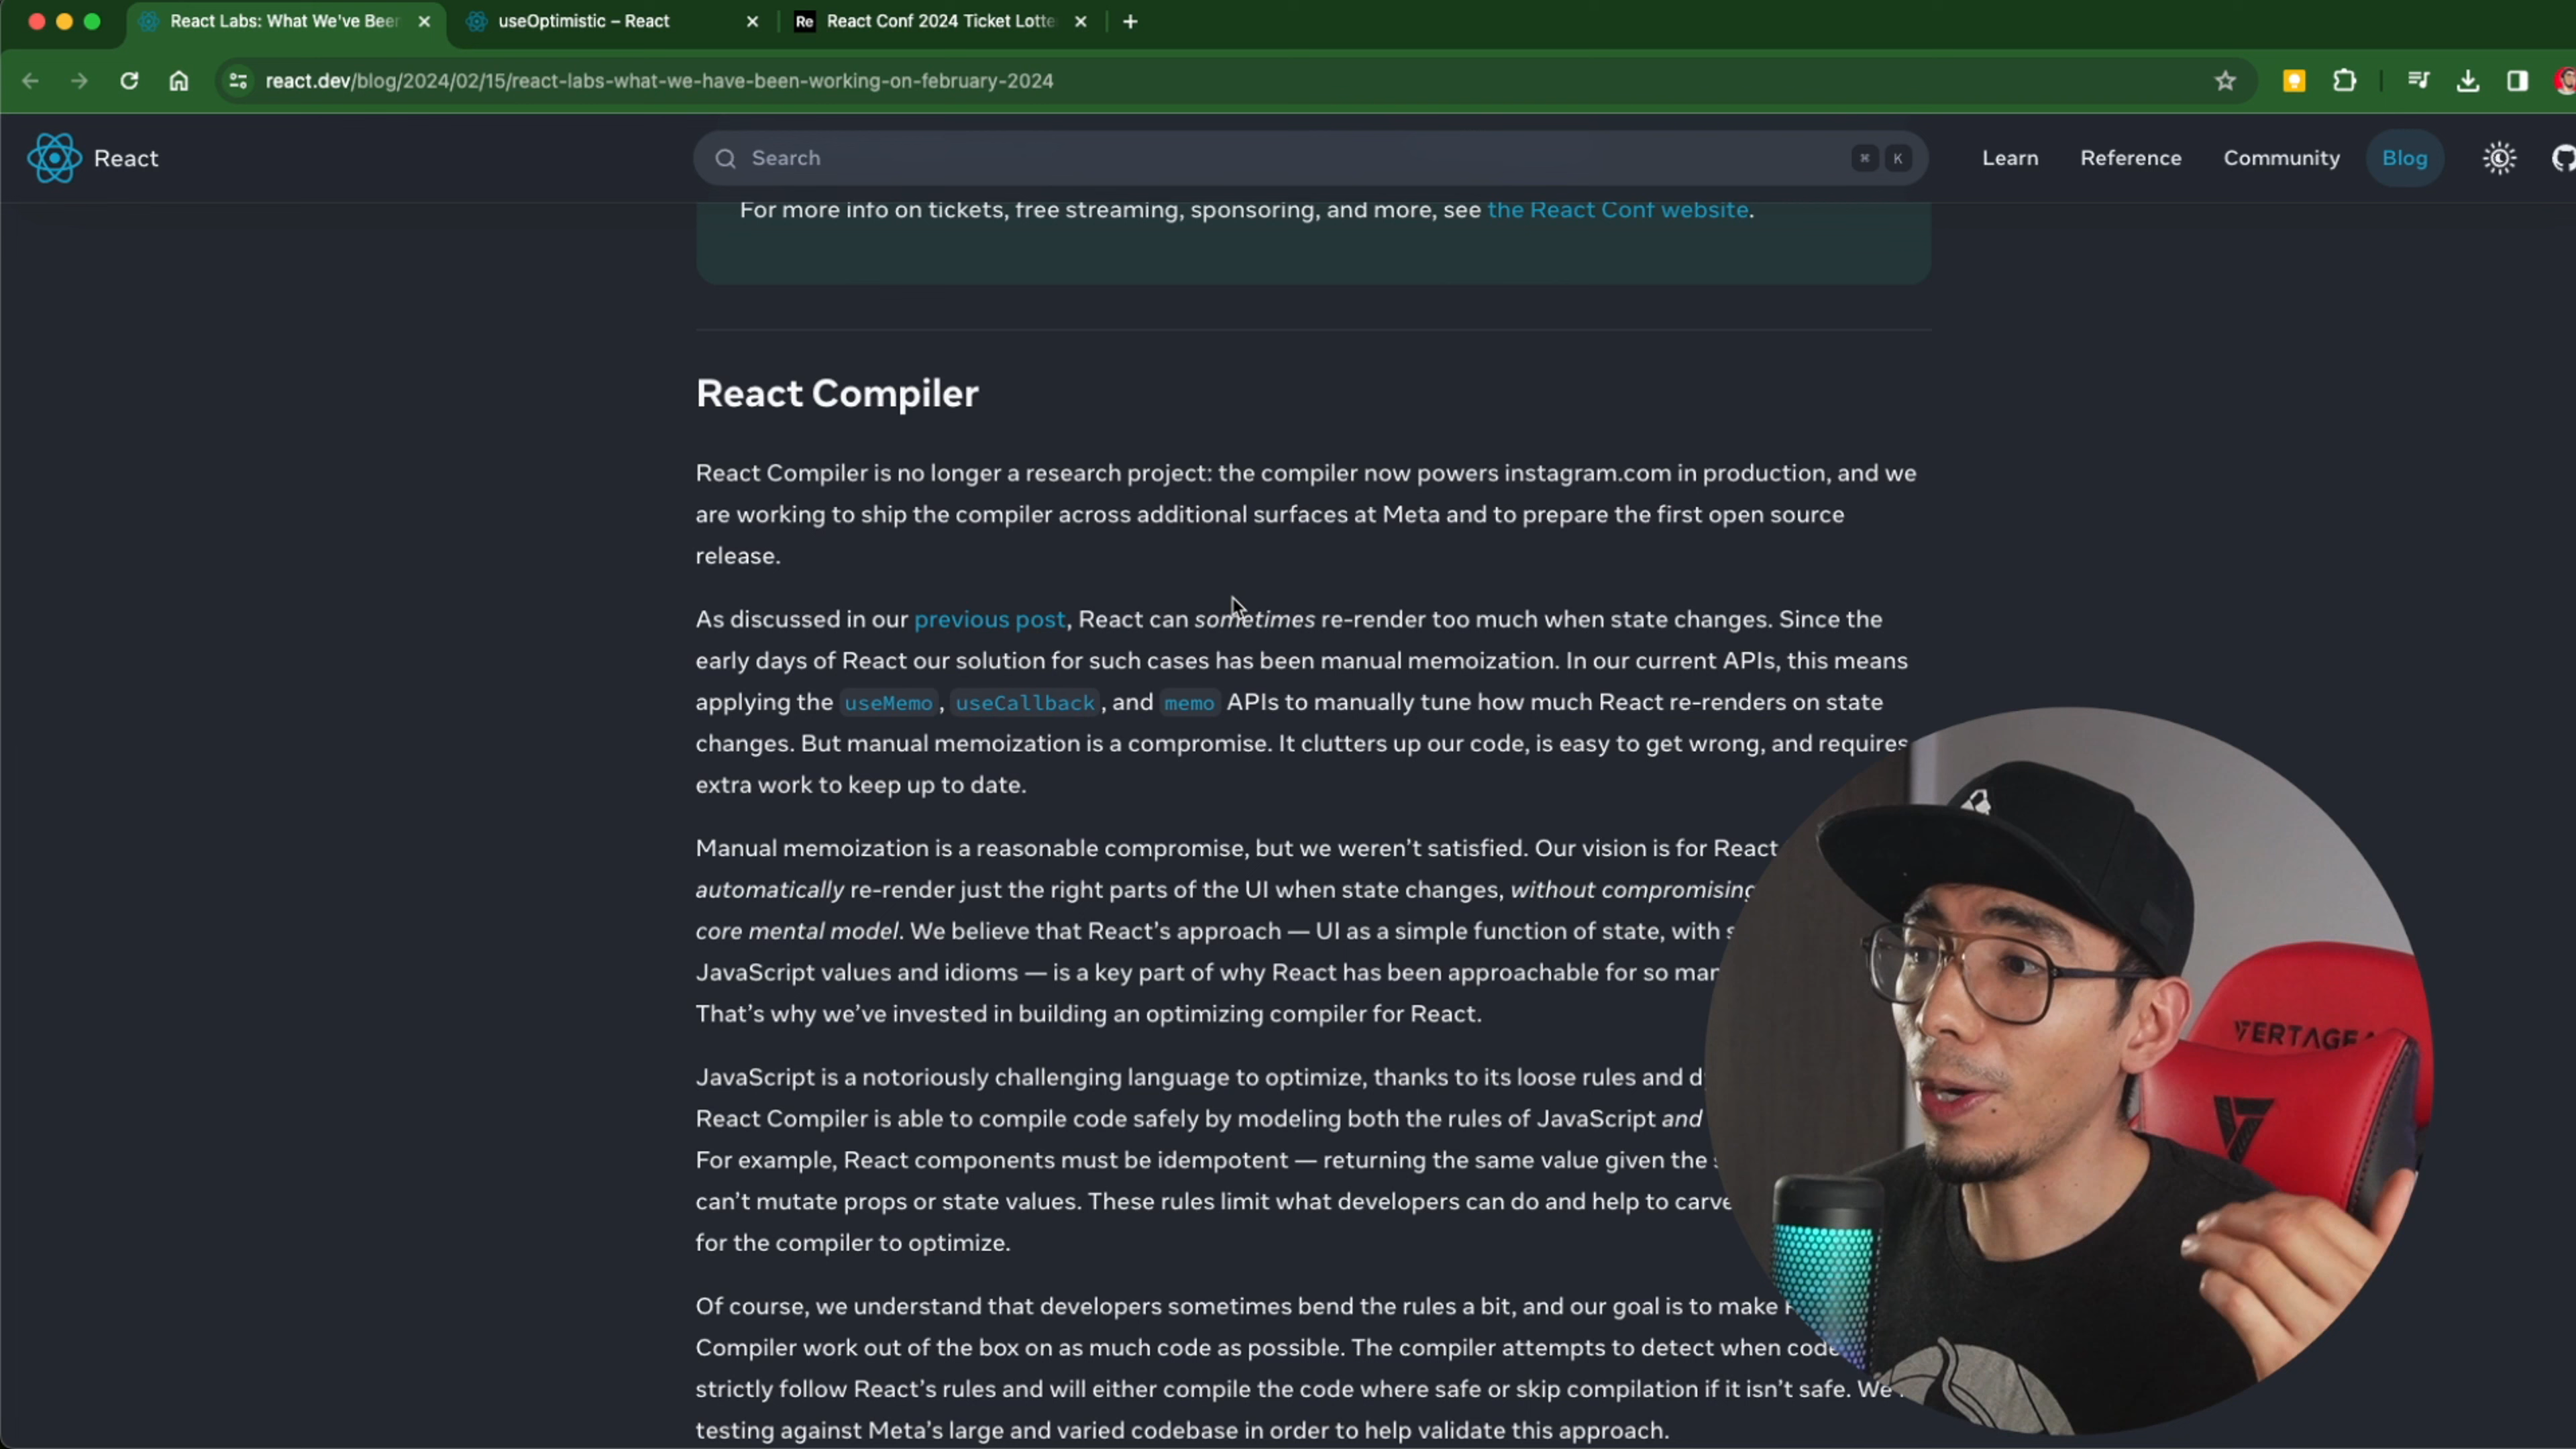 React Labs: What We've Been
useOptimistic – React
Re
React Conf 2024 Ticket Lotte
react.dev/blog/2024/02/15/react-labs-what-we-have-been-working-on-february-2024
React
Search
⌘ K
Learn
Reference
Community
Blog
For more info on tickets, free streaming, sponsoring, and more, see the React Conf website.
React Compiler
React Compiler is no longer a research project: the compiler now powers instagram.com in production, and we
are working to ship the compiler across additional surfaces at Meta and to prepare the first open source
release.
As discussed in our previous post, React can sometimes re-render too much when state changes. Since the
early days of React our solution for such cases has been manual memoization. In our current APIs, this means
applying the useMemo, useCallback, and memo APIs to manually tune how much React re-renders on state
changes. But manual memoization is a compromise. It clutters up our code, is easy to get wrong, and requires
extra work to keep up to date.
Manual memoization is a reasonable compromise, but we weren’t satisfied. Our vision is for React
automatically re-render just the right parts of the UI when state changes, without compromising
core mental model. We believe that React’s approach — UI as a simple function of state, with
JavaScript values and idioms — is a key part of why React has been approachable for so
That’s why we’ve invested in building an optimizing compiler for React.
JavaScript is a notoriously challenging language to optimize, thanks to its loose rules and
React Compiler is able to compile code safely by modeling both the rules of JavaScript and
For example, React components must be idempotent — returning the same value given the
can’t mutate props or state values. These rules limit what developers can do and help to carve
for the compiler to optimize.
Of course, we understand that developers sometimes bend the rules a bit, and our goal is to make
Compiler work out of the box on as much code as possible. The compiler attempts to detect when code
strictly follow React’s rules and will either compile the code where safe or skip compilation if it isn’t safe. We
testing against Meta’s large and varied codebase in order to help validate this approach.
VERTAGEA